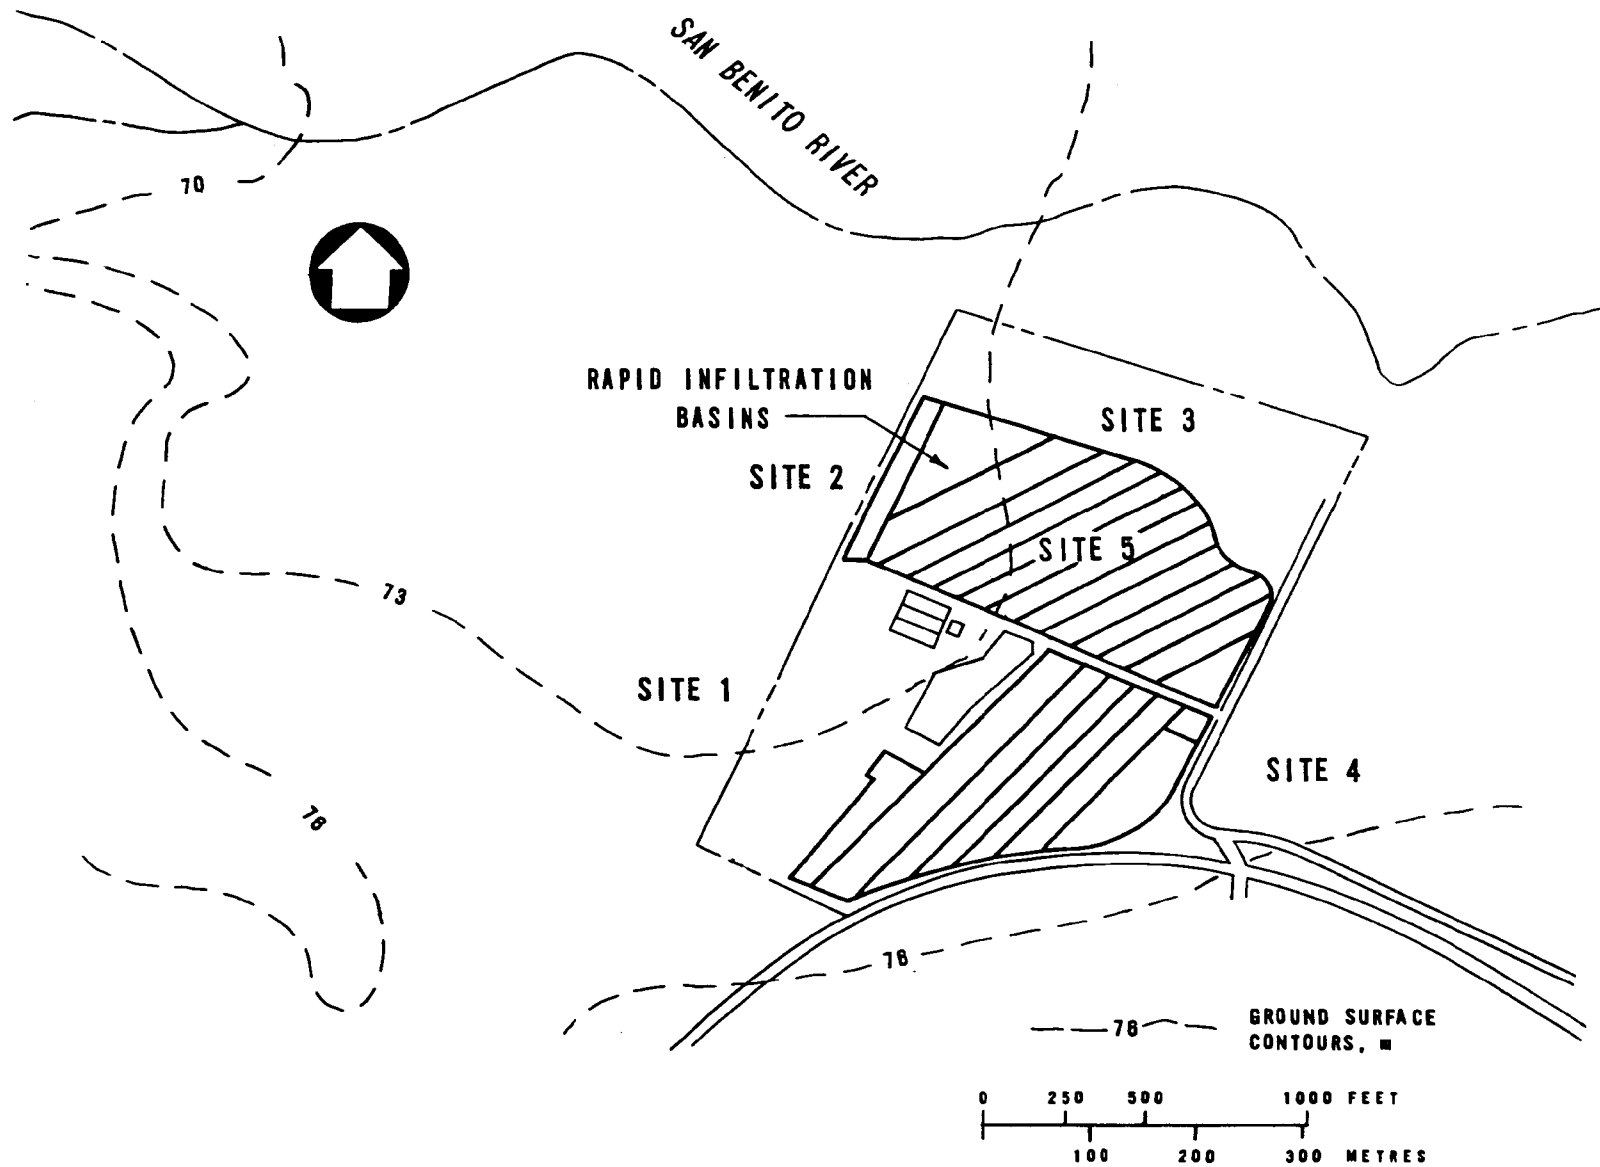 SAN BENITO RIVER
70
RAPID INFILTRATION
BASINS
SITE 3
SITE 2
SITE 5
73
SITE 1
SITE 4
76
76
76
GROUND SURFACE
CONTOURS, m
0 250 500 1000 FEET
100 200 300 METRES